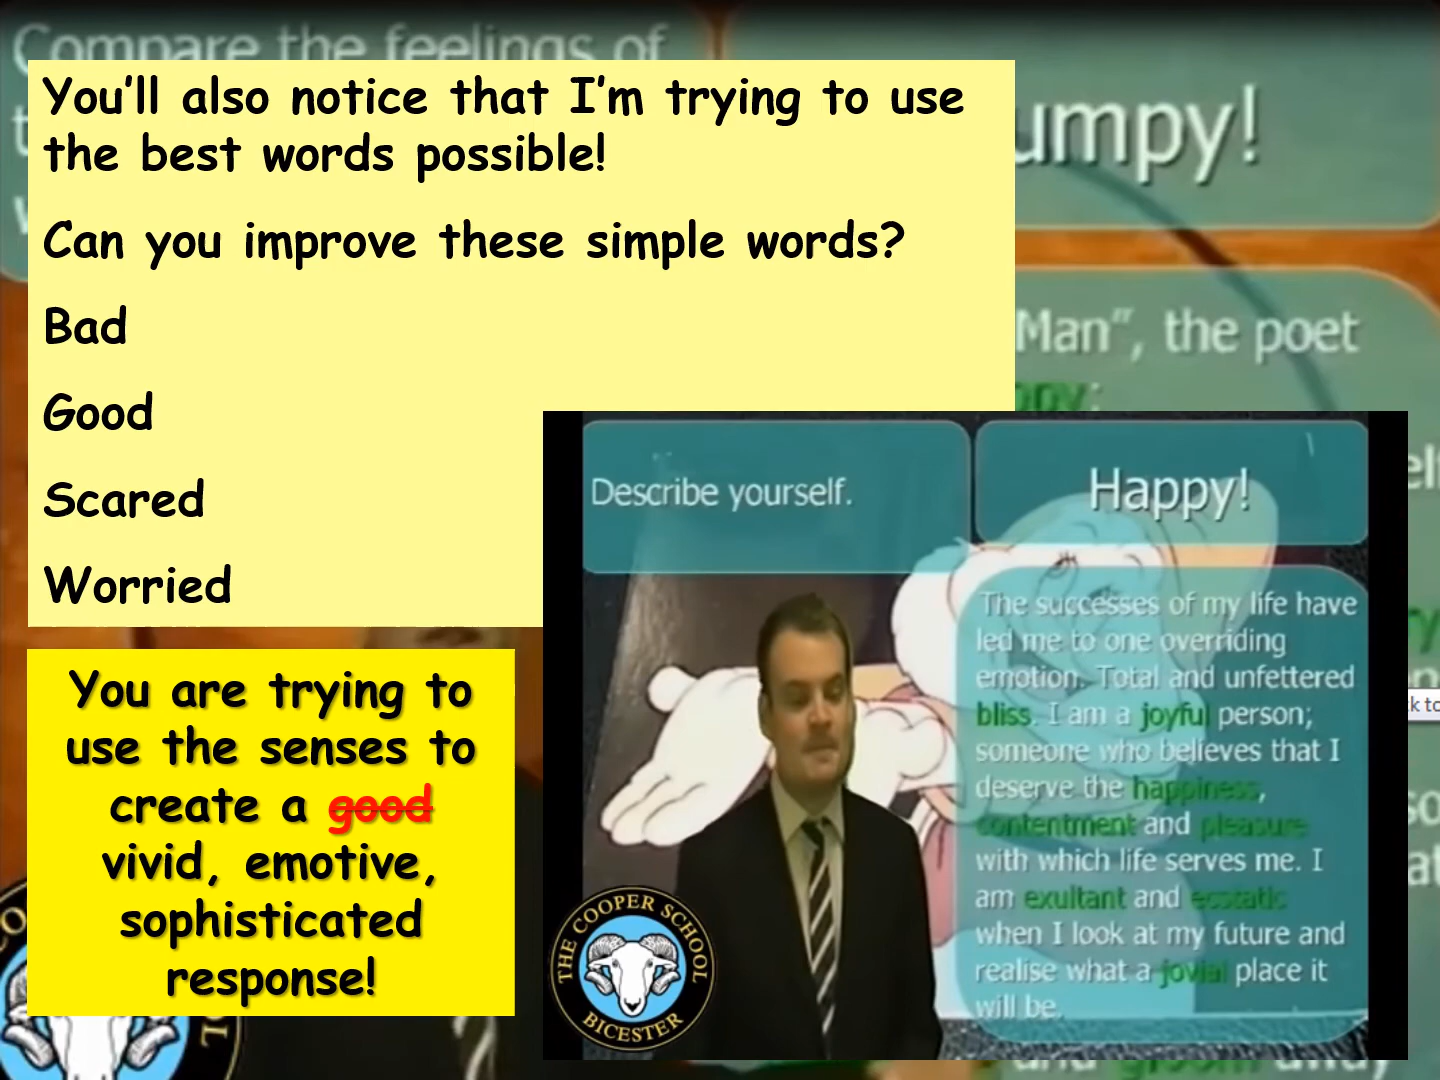 Compare the feelings of
You'll also notice that I'm trying to use
the best words possible!
Can you improve these simple words?
Bad
Good
Scared
Worried
umpy!
Man”, the poet
ppy:
You are trying to
use the senses to
create a good
vivid, emotive,
sophisticated
response!
Describe yourself.
Happy!
The successes of my life have
led me to one overriding
emotion. Total and unfettered
bliss. I am a joyful person;
someone who believes that I
deserve the happiness,
contentment and pleasure
with which life serves me. I
am exultant and ecstatic
when I look at my future and
realise what a jovial place it
will be.
THE COOPER SCHOOL
BICESTER
k to
and gloom away